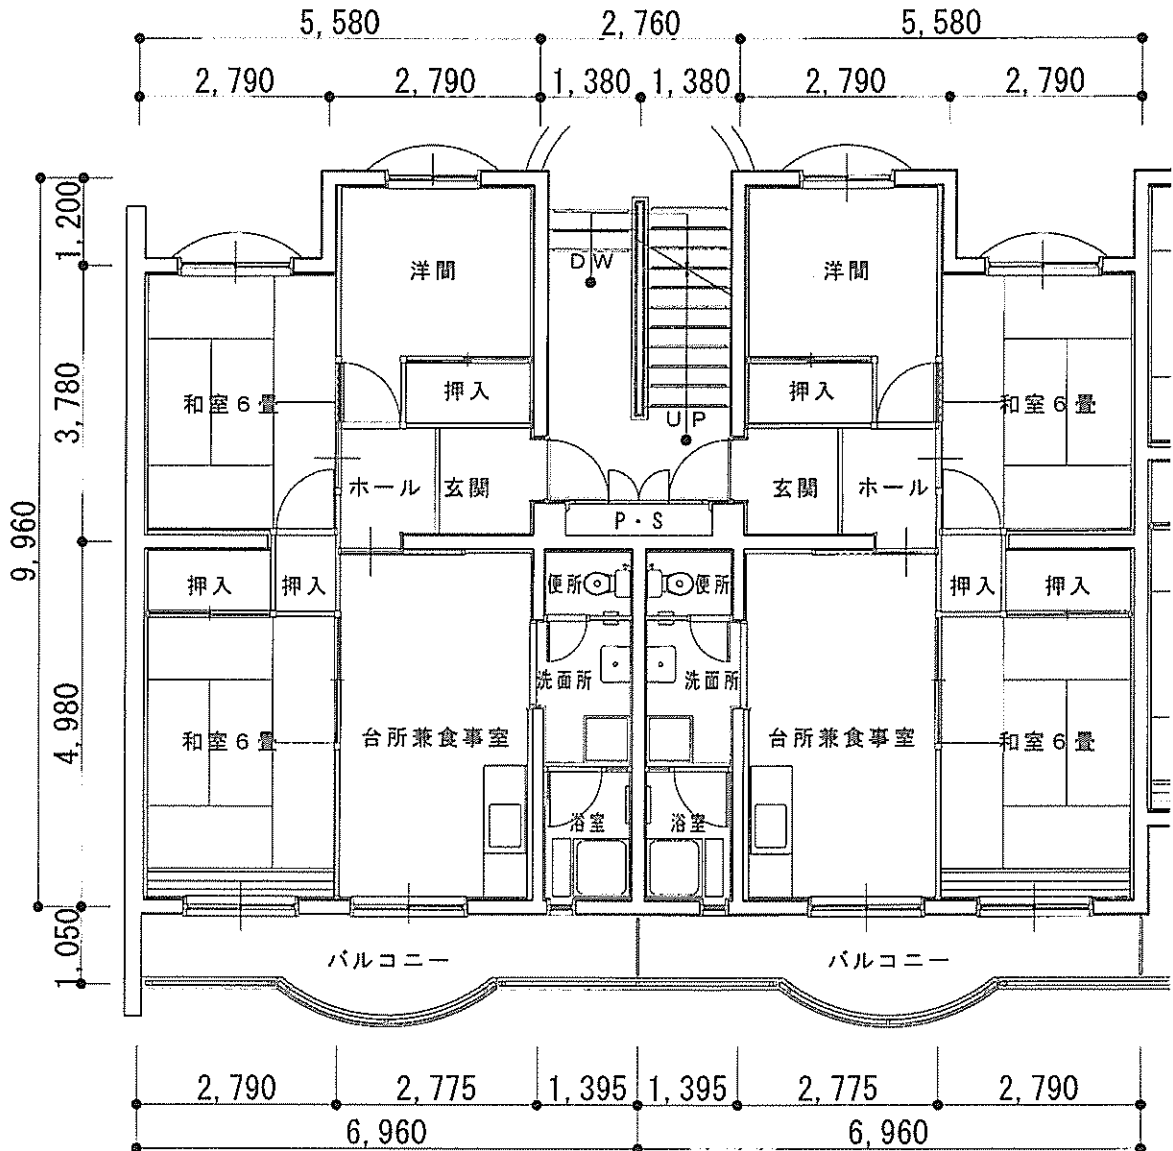 5,580 2,760 5,580
2,790 2,790 1,380 1,380 2,790 2,790
1,200
3,780
9,960
4,980
1,050
DW
洋間 洋間
和室6畳 押入 押入 和室6畳
UP
ホール 玄関 玄関 ホール
P・S
押入 押入 便所 便所 押入 押入
洗面所 洗面所
和室6畳 台所兼食事室 台所兼食事室 和室6畳
浴室 浴室
バルコニー バルコニー
2,790 2,775 1,395 1,395 2,775 2,790
6,960 6,960